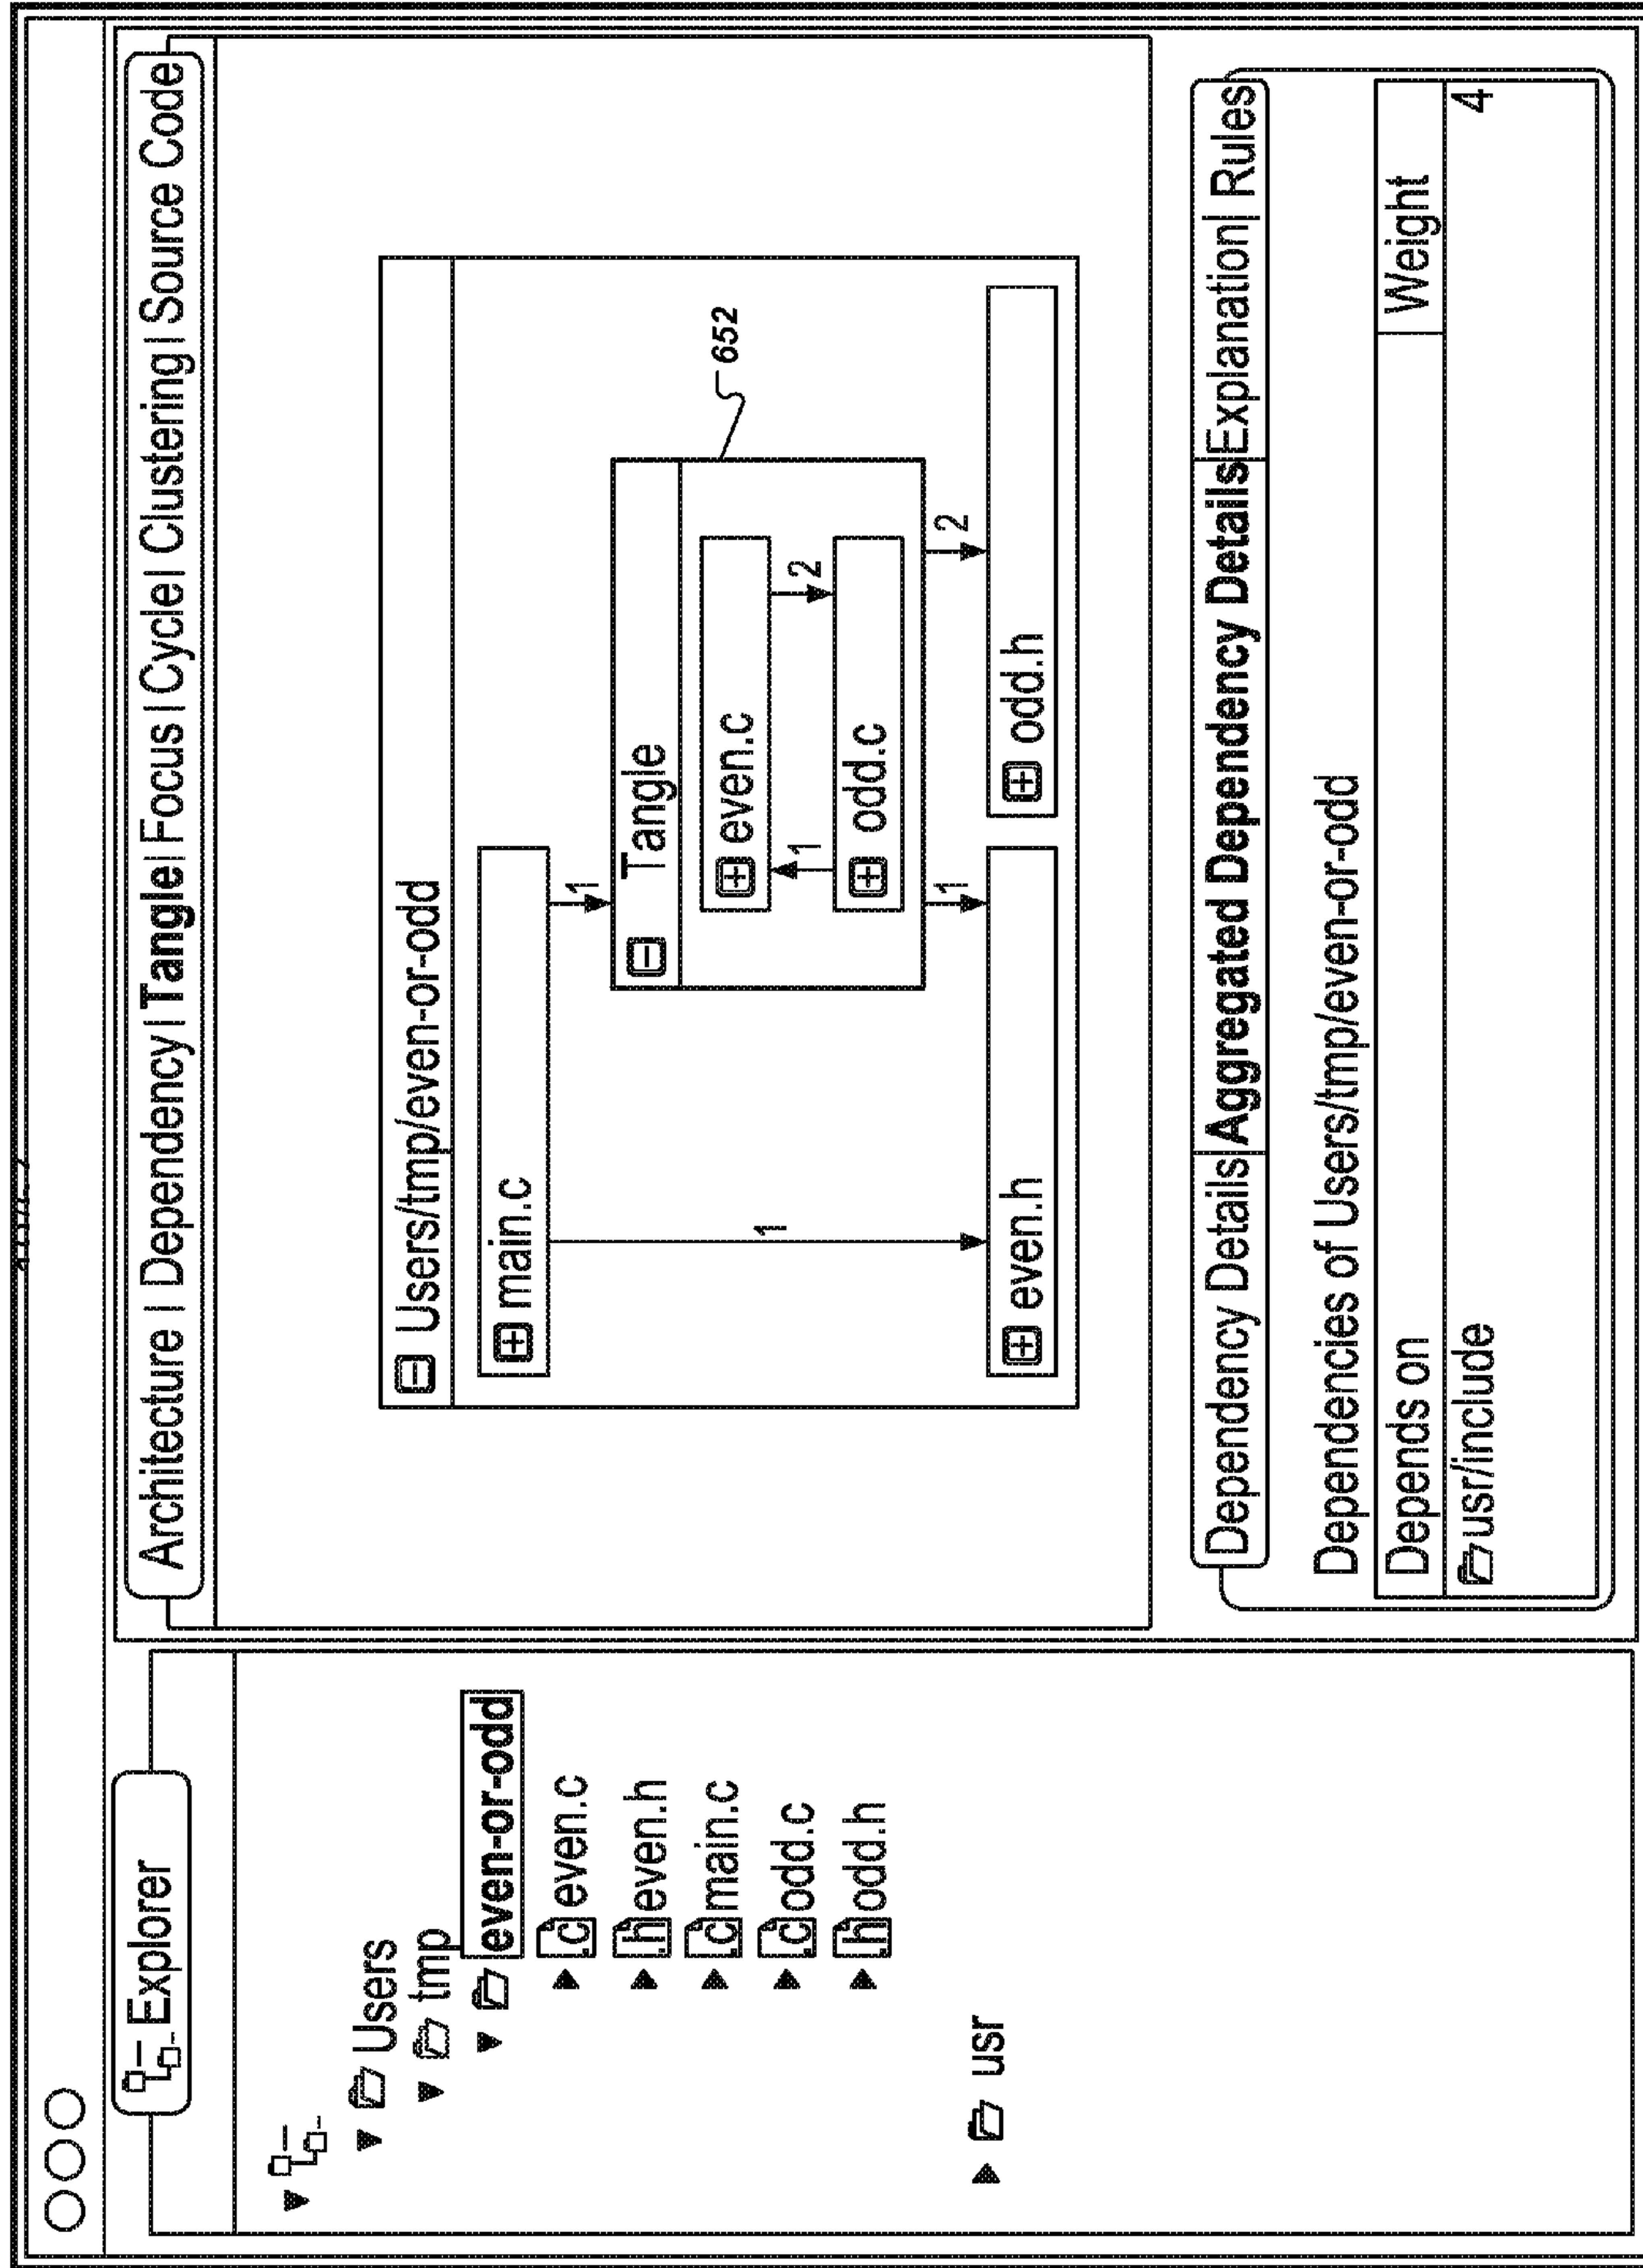 Explorer
Users
tmp
even-or-odd
.c even.c
.h even.h
.c main.c
.c odd.c
.h odd.h
usr
Architecture | Dependency | Tangle | Focus | Cycle | Clustering | Source Code
Users/tmp/even-or-odd
main.c
1
Tangle
652
even.c
1
2
odd.c
1
1
2
even.h
odd.h
Dependency Details Aggregated Dependency Details Explanation | Rules
Dependencies of Users/tmp/even-or-odd
Depends on Weight
usr/include 4